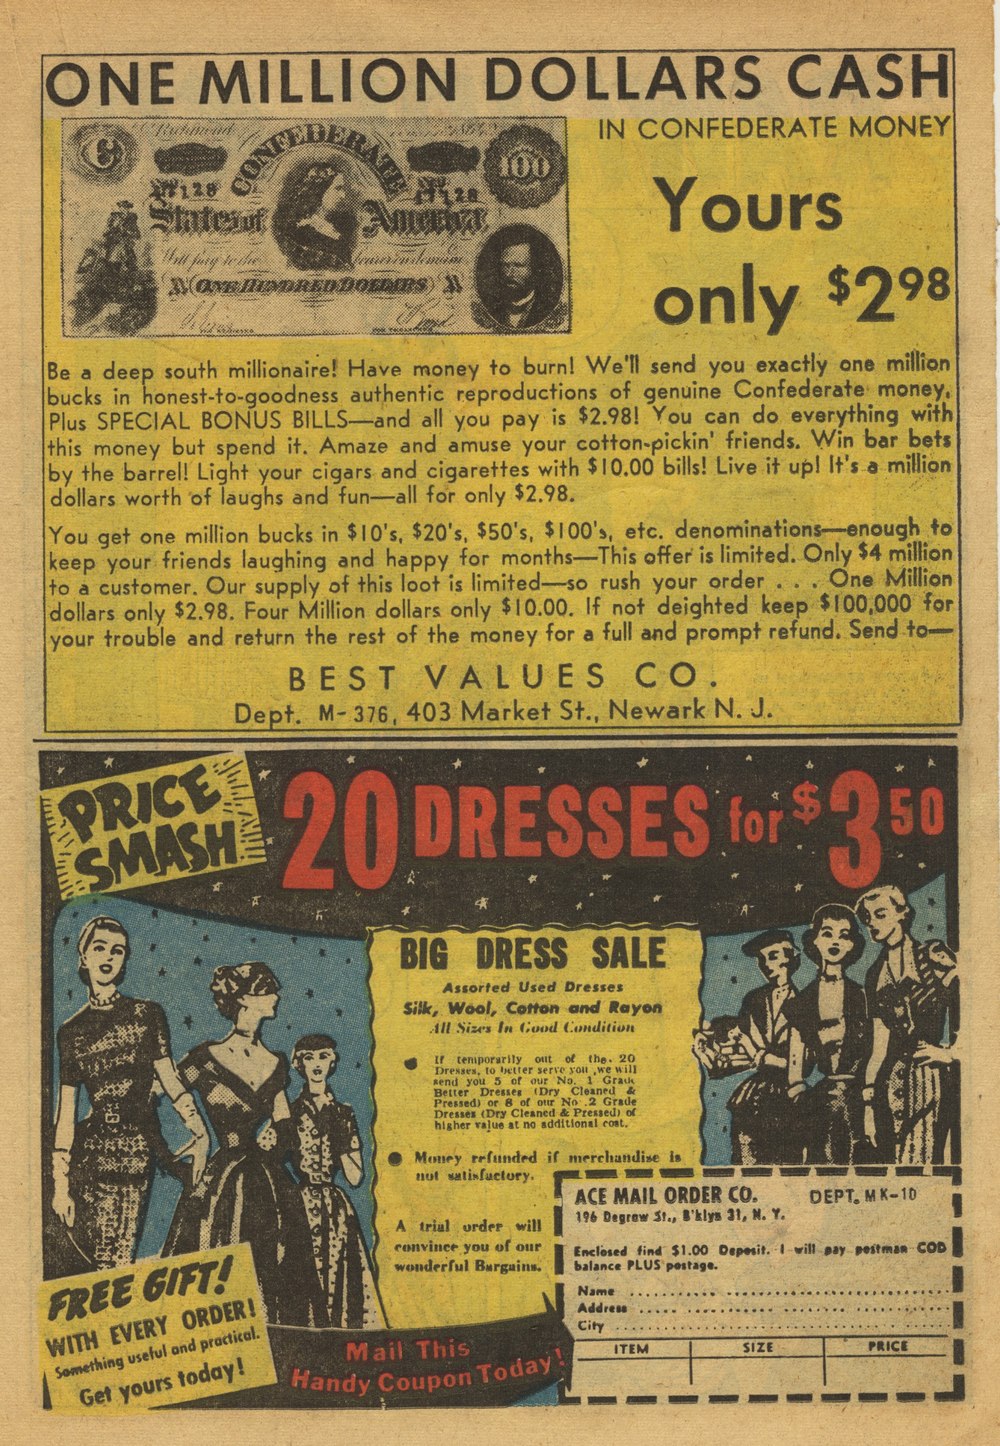 ONE MILLION DOLLARS CASH
IN CONFEDERATE MONEY
Richmond
C
CONFEDERATE
100
States of America
Will pay to the
ONE HUNDRED DOLLARS
Yours
only $2 98
Be a deep south millionaire! Have money to burn! We'll send you exactly one million
bucks in honest-to-goodness authentic reproductions of genuine Confederate money.
Plus SPECIAL BONUS BILLS—and all you pay is $2.98! You can do everything with
this money but spend it. Amaze and amuse your cotton-pickin' friends. Win bar bets
by the barrel! Light your cigars and cigarettes with $10.00 bills! Live it up! It's a million
dollars worth of laughs and fun—all for only $2.98.
You get one million bucks in $10's, $20's, $50's, $100's, etc. denominations—enough to
keep your friends laughing and happy for months—This offer is limited. Only $4 million
to a customer. Our supply of this loot is limited—so rush your order . . . One Million
dollars only $2.98. Four Million dollars only $10.00. If not deighted keep $100,000 for
your trouble and return the rest of the money for a full and prompt refund. Send to—
BEST VALUES CO.
Dept. M-376, 403 Market St., Newark N. J.
PRICE
SMASH
20 DRESSES for $3 50
BIG DRESS SALE
Assorted Used Dresses
Silk, Wool, Cotton and Rayon
All Sizes In Good Condition
If temporarily out of the. 20
Dresses, to better serve you ,we will
send you 5 of our No. 1 Grade
Better Dresses (Dry Cleaned &
Pressed) or 8 of our No .2 Grade
Dresses (Dry Cleaned & Pressed) of
higher value at no additional cost.
Money refunded if merchandise is
not satisfactory.
A trial order will
convince you of our
wonderful Bargains.
FREE GIFT!
WITH EVERY ORDER!
Something useful and practical.
Get yours today!
Mail This
Handy Coupon Today!
ACE MAIL ORDER CO. DEPT. MK-10
196 Degraw St., B'klyn 31, N. Y.
Enclosed find $1.00 Deposit. I will pay postman COD
balance PLUS postage.
Name
Address
City
ITEM SIZE PRICE